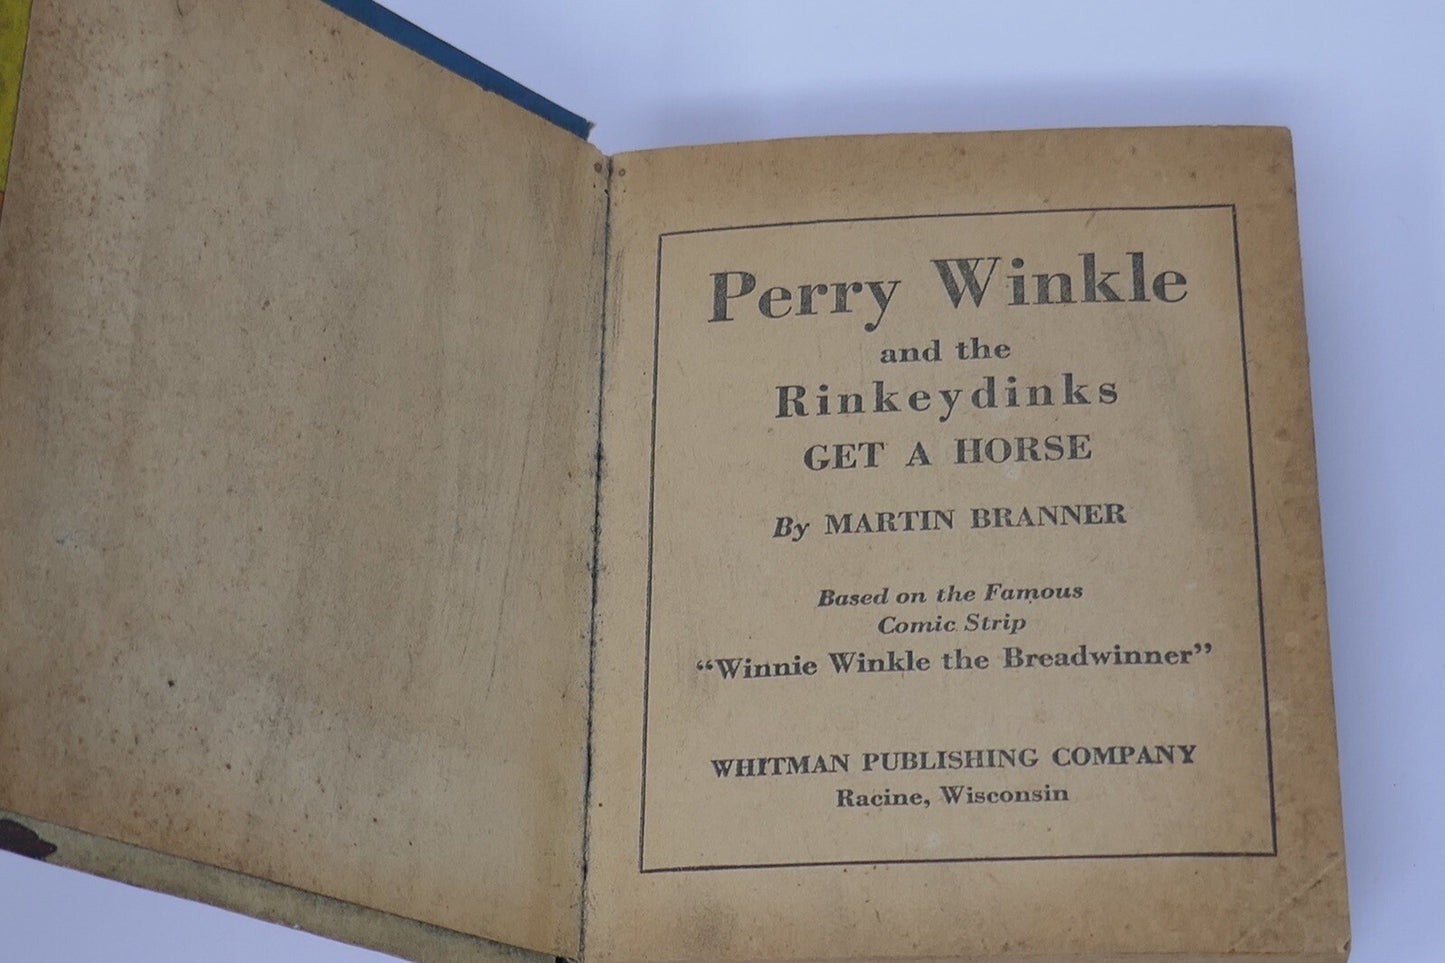 Perry Winkle
and the
Rinkeydinks
GET A HORSE
By MARTIN BRANNER
Based on the Famous
Comic Strip
“Winnie Winkle the Breadwinner”
WHITMAN PUBLISHING COMPANY
Racine, Wisconsin